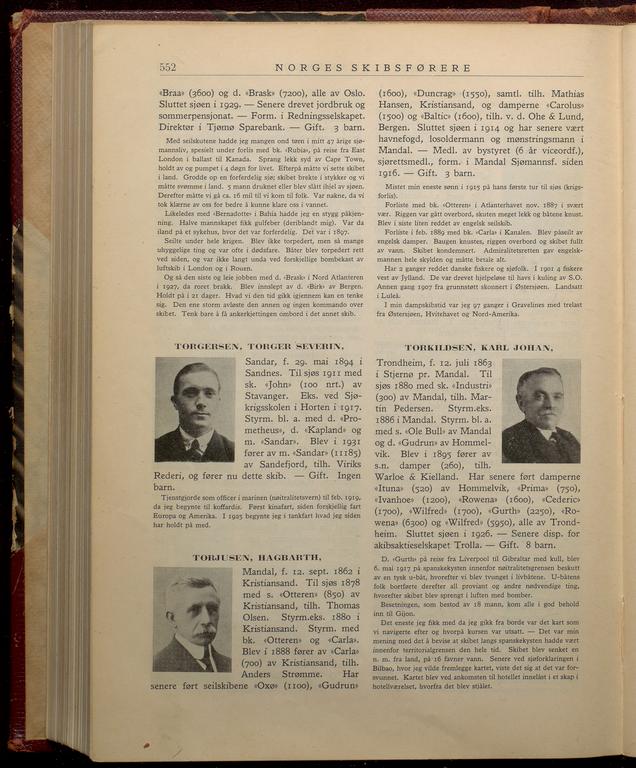 552
NORGES SKIBSFØRERE
«Braa» (3600) og d. «Brask» (7200), alle av Oslo.
Sluttet sjøen i 1929. — Senere drevet jordbruk og
sommerpensjonat. — Form. i Redningsselskapet.
Direktør i Tjømø Sparebank. — Gift. 3 barn.
Med seilskutene hadde jeg mangen ond tørn i mitt 47 årige sjø-
mannsliv, spesielt under forlis med bk. «Rubia», på reise fra East
London i ballast til Kanada. Sprang lekk syd av Cape Town,
holdt av og pumpet i 4 døgn for livet. Efterpå måtte vi sette skibet
i land. Grodde op en forferdelig sjø; skibet brekte i stykker og vi
måtte svømme i land. 5 mann druknet eller blev slått ihjel av sjøen.
Derefter måtte vi gå ca. 16 mil til vi kom til folk. Var nakne, da vi
tok klærne av oss for bedre å kunne klare oss i vannet.
Likeledes med «Bernadotte» i Bahia hadde jeg en stygg påkjen-
ning. Halve mannskapet fikk gulfeber (deriblandt mig). Var da
iland på et sykehus, hvor det var forferdelig. Det var i 1897.
Seilte under hele krigen. Blev ikke torpedert, men så mange
uhyggelige ting og var ofte i dødsfare. Båter blev torpedert rett
ved siden, og var ikke langt unda ved forskjellige bombekast av
luftskib i London og i Rouen.
Og så den siste og leie jobben med d. «Brask» i Nord Atlanteren
i 1927, da roret brakk. Blev innslept av d. «Birk» av Bergen.
Holdt på i 21 dager. Hvad vi den tid gikk igjennem kan en tenke
sig. Den ene storm avløste den annen og ingen kommando over
skibet. Tenk bare å få ankerkjettingen ombord i det annet skib.
TORGERSEN, TORGER SEVERIN,
Sandar, f. 29. mai 1894 i
Sandnes. Til sjøs 1911 med
sk. «John» (100 nrt.) av
Stavanger. Eks. ved Sjø-
krigsskolen i Horten i 1917.
Styrm. bl. a. med d. «Pro-
metheus», d. «Kapland» og
m. «Sandar». Blev i 1931
fører av m. «Sandar» (11185)
av Sandefjord, tilh. Viriks
Rederi, og fører nu dette skib. — Gift. Ingen
barn.
Tjenstgjorde som officer i marinen (nøitralitetsvern) til feb. 1919,
da jeg begynte til koffardis. Først kinafart, siden forskjellig fart
Europa og Amerika. I 1925 begynte jeg i tankfart hvad jeg siden
har holdt på med.
TORJUSEN, HAGBARTH,
Mandal, f. 12. sept. 1862 i
Kristiansand. Til sjøs 1878
med s. «Otteren» (850) av
Kristiansand, tilh. Thomas
Olsen. Styrm.eks. 1880 i
Kristiansand. Styrm. med
bk. «Otteren» og «Carla».
Blev i 1888 fører av «Carla»
(700) av Kristiansand, tilh.
Anders Strømme. Har
senere ført seilskibene «Oxø» (1100), «Gudrun»
(1600), «Duncrag» (1550), samtl. tilh. Mathias
Hansen, Kristiansand, og damperne «Carolus»
(1500) og «Baltic» (1600), tilh. v. d. Ohe & Lund,
Bergen. Sluttet sjøen i 1914 og har senere vært
havnefogd, losoldermann og mønstringsmann i
Mandal. — Medl. av bystyret (6 år viceordf.),
sjørettsmedl., form. i Mandal Sjømannsf. siden
1916. — Gift. 3 barn.
Mistet min eneste sønn i 1915 på hans første tur til sjøs (krigs-
forlis).
Forliste med bk. «Otteren» i Atlanterhavet nov. 1887 i svært
vær. Riggen var gått overbord, skuten meget lekk og båtene knust.
Blev i siste liten reddet av engelsk seilskib.
Forliste i feb. 1889 med bk. «Carla» i Kanalen. Blev påseilt av
engelsk damper. Baugen knustes, riggen overbord og skibet fullt
av vann. Skibet kondemnert. Admiralitetsretten gav engelsk-
mannen hele skylden og måtte betale alt.
Har 2 ganger reddet danske fiskere og sjøfolk. I 1901 4 fiskere
vest av Jylland. De var drevet hjelpeløse til havs i kuling av S.O.
Annen gang 1907 fra grunnstøtt skonnert i Østersjøen. Landsatt
i Luleå.
I min dampskibstid var jeg 97 ganger i Gravelines med trelast
fra Østersjøen, Hvitehavet og Nord-Amerika.
TORKILDSEN, KARL JOHAN,
Trondheim, f. 12. juli 1863
i Stjernø pr. Mandal. Til
sjøs 1880 med sk. «Industri»
(300) av Mandal, tilh. Mar-
tin Pedersen. Styrm.eks.
1886 i Mandal. Styrm. bl. a.
med s. «Ole Bull» av Mandal
og d. «Gudrun» av Hommel-
vik. Blev i 1895 fører av
s.n. damper (260), tilh.
Warloe & Kielland. Har senere ført damperne
«Ituna» (520) av Hommelvik, «Prima» (750),
«Ivanhoe» (1200), «Rowena» (1600), «Cederic»
(1700), «Wilfred» (1700), «Gurth» (2250), «Ro-
wena» (6300) og «Wilfred» (5950), alle av Trond-
heim. Sluttet sjøen i 1926. — Senere disp. for
akibsaktieselskapet Trolla. — Gift. 8 barn.
D. «Gurth» på reise fra Liverpool til Gibraltar med kull, blev
6. mai 1917 på spanskekysten innenfor nøitralitetsgrensen beskutt
av en tysk u-båt, hvorefter vi blev tvunget i livbåtene. U-båtens
folk bortførte derefter all proviant og andre nødvendige ting,
hvorefter skibet blev sprengt i luften med bomber.
Besetningen, som bestod av 18 mann, kom alle i god behold
inn til Gijon.
Det eneste jeg fikk med da jeg gikk fra borde var det kart som
vi navigerte efter og hvorpå kursen var utsatt. — Det var min
mening med det å bevise at skibet langs spanskekysten hadde vært
innenfor territorialgrensen den hele tid. Skibet blev senket en
n. m. fra land, på 16 favner vann. Senere ved sjøforklaringen i
Bilbao, hvor jeg vilde fremlegge kartet, viste det sig at det var for-
svunnet. Kartet blev ved ankomsten til hotellet innelåst i et skap i
hotellværelset, hvorfra det blev stjålet.